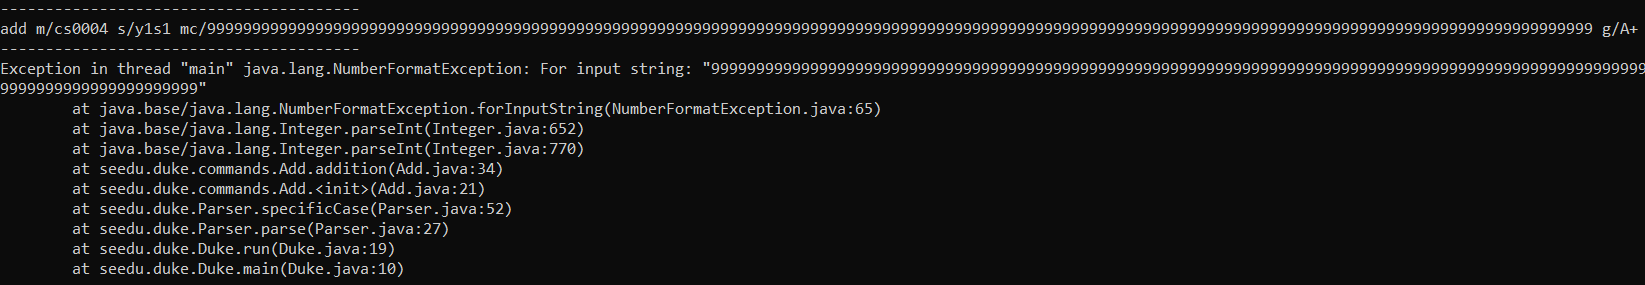 ----------------------------------------
add m/cs0004 s/y1s1 mc/9999999999999999999999999999999999999999999999999999999999999999999999999999999999999999999999999999999999999999999999999999999999999999999999999999999999 g/A+
----------------------------------------
Exception in thread "main" java.lang.NumberFormatException: For input string: "99999999999999999999999999999999999999999999999999999999999999999999999999999999999999999999999999999999
9999999999999999999999"
at java.base/java.lang.NumberFormatException.forInputString(NumberFormatException.java:65)
at java.base/java.lang.Integer.parseInt(Integer.java:652)
at java.base/java.lang.Integer.parseInt(Integer.java:770)
at seedu.duke.commands.Add.addition(Add.java:34)
at seedu.duke.commands.Add.<init>(Add.java:21)
at seedu.duke.Parser.specificCase(Parser.java:52)
at seedu.duke.Parser.parse(Parser.java:27)
at seedu.duke.Duke.run(Duke.java:19)
at seedu.duke.Duke.main(Duke.java:10)